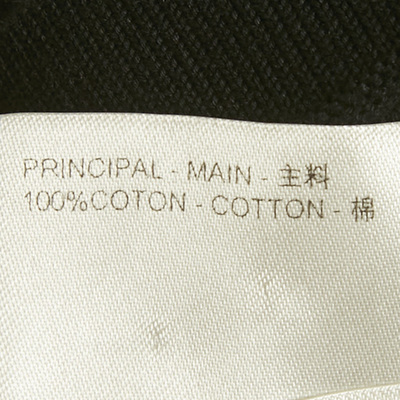 PRINCIPAL - MAIN - 主料
100%COTON - COTTON - 棉